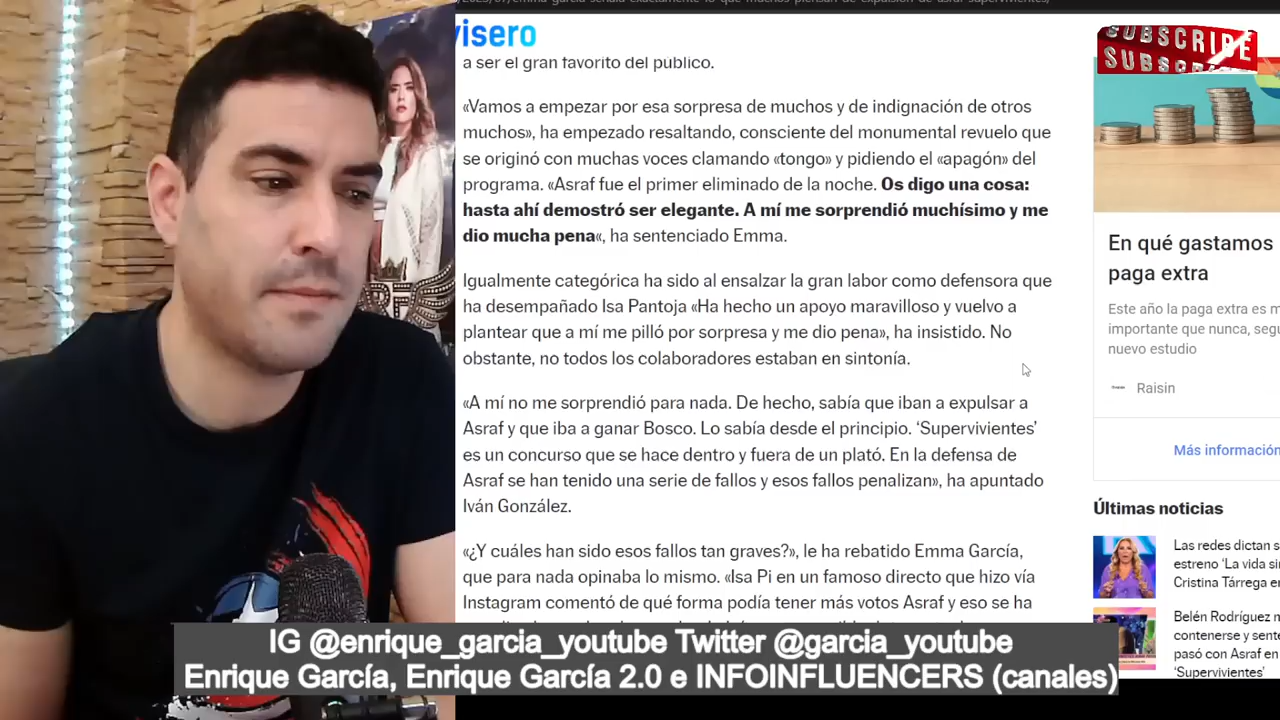 visero
SUBSCRIBE
SUBSCRIBE
a ser el gran favorito del público.
«Vamos a empezar por esa sorpresa de muchos y de indignación de otros
muchos», ha empezado resaltando, consciente del monumental revuelo que
se originó con muchas voces clamando «tongo» y pidiendo el «apagón» del
programa. «Asraf fue el primer eliminado de la noche. Os digo una cosa:
hasta ahí demostró ser elegante. A mí me sorprendió muchísimo y me
dio mucha pena«, ha sentenciado Emma.
Igualmente categórica ha sido al ensalzar la gran labor como defensora que
ha desempañado Isa Pantoja «Ha hecho un apoyo maravilloso y vuelvo a
plantear que a mí me pilló por sorpresa y me dio pena», ha insistido. No
obstante, no todos los colaboradores estaban en sintonía.
«A mí no me sorprendió para nada. De hecho, sabía que iban a expulsar a
Asraf y que iba a ganar Bosco. Lo sabía desde el principio. ‘Supervivientes’
es un concurso que se hace dentro y fuera de un plató. En la defensa de
Asraf se han tenido una serie de fallos y esos fallos penalizan», ha apuntado
Iván González.
«¿Y cuáles han sido esos fallos tan graves?», le ha rebatido Emma García,
que para nada opinaba lo mismo. «Isa Pi en un famoso directo que hizo vía
Instagram comentó de qué forma podía tener más votos Asraf y eso se ha
En qué gastamos
paga extra
Este año la paga extra es m
importante que nunca, segú
nuevo estudio
Raisin
Más información
Últimas noticias
Las redes dictan s
estreno ‘La vida sin
Cristina Tárrega en
Belén Rodríguez m
contenerse y sente
pasó con Asraf en
‘Supervivientes’
IG @enrique_garcia_youtube Twitter @garcia_youtube
Enrique García, Enrique García 2.0 e INFOINFLUENCERS (canales)